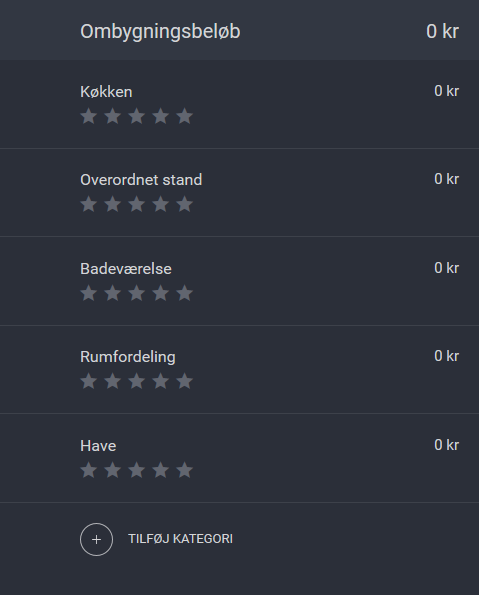 Ombygningsbeløb 0 kr
Køkken 0 kr
Overordnet stand 0 kr
Badeværelse 0 kr
Rumfordeling 0 kr
Have 0 kr
+ TILFØJ KATEGORI